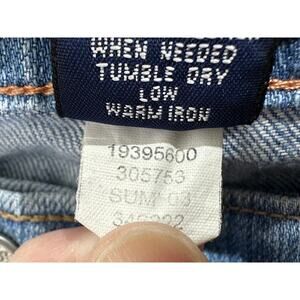 WHEN NEEDED
TUMBLE DRY
LOW
WARM IRON
19395600
305753
SUM 03